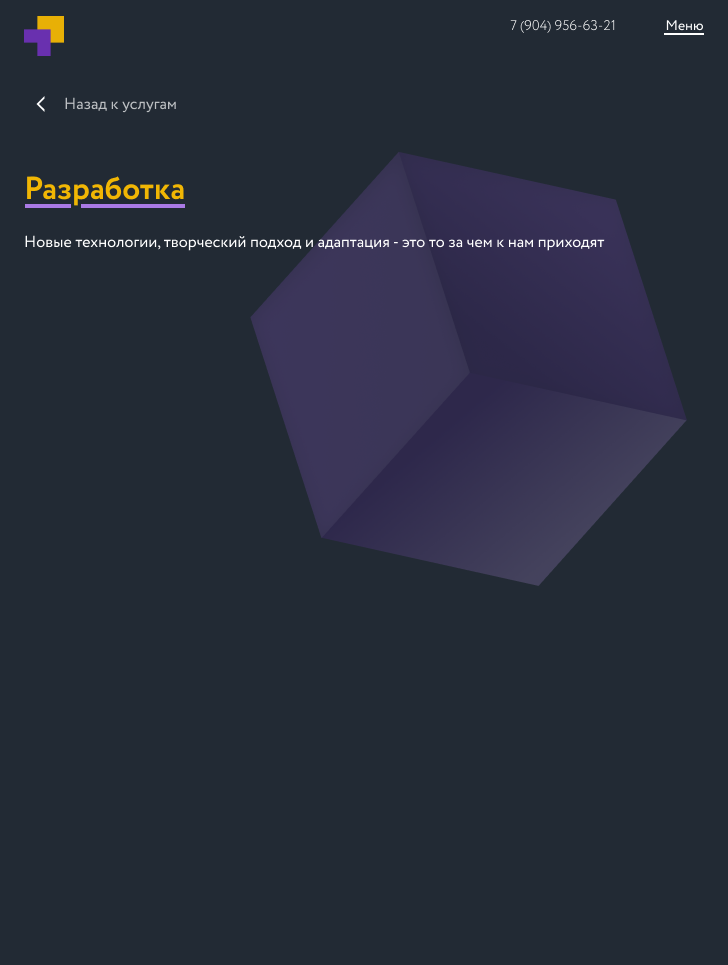 7 (904) 956-63-21
Меню
Назад к услугам
Разработка
Новые технологии, творческий подход и адаптация - это то за чем к нам приходят